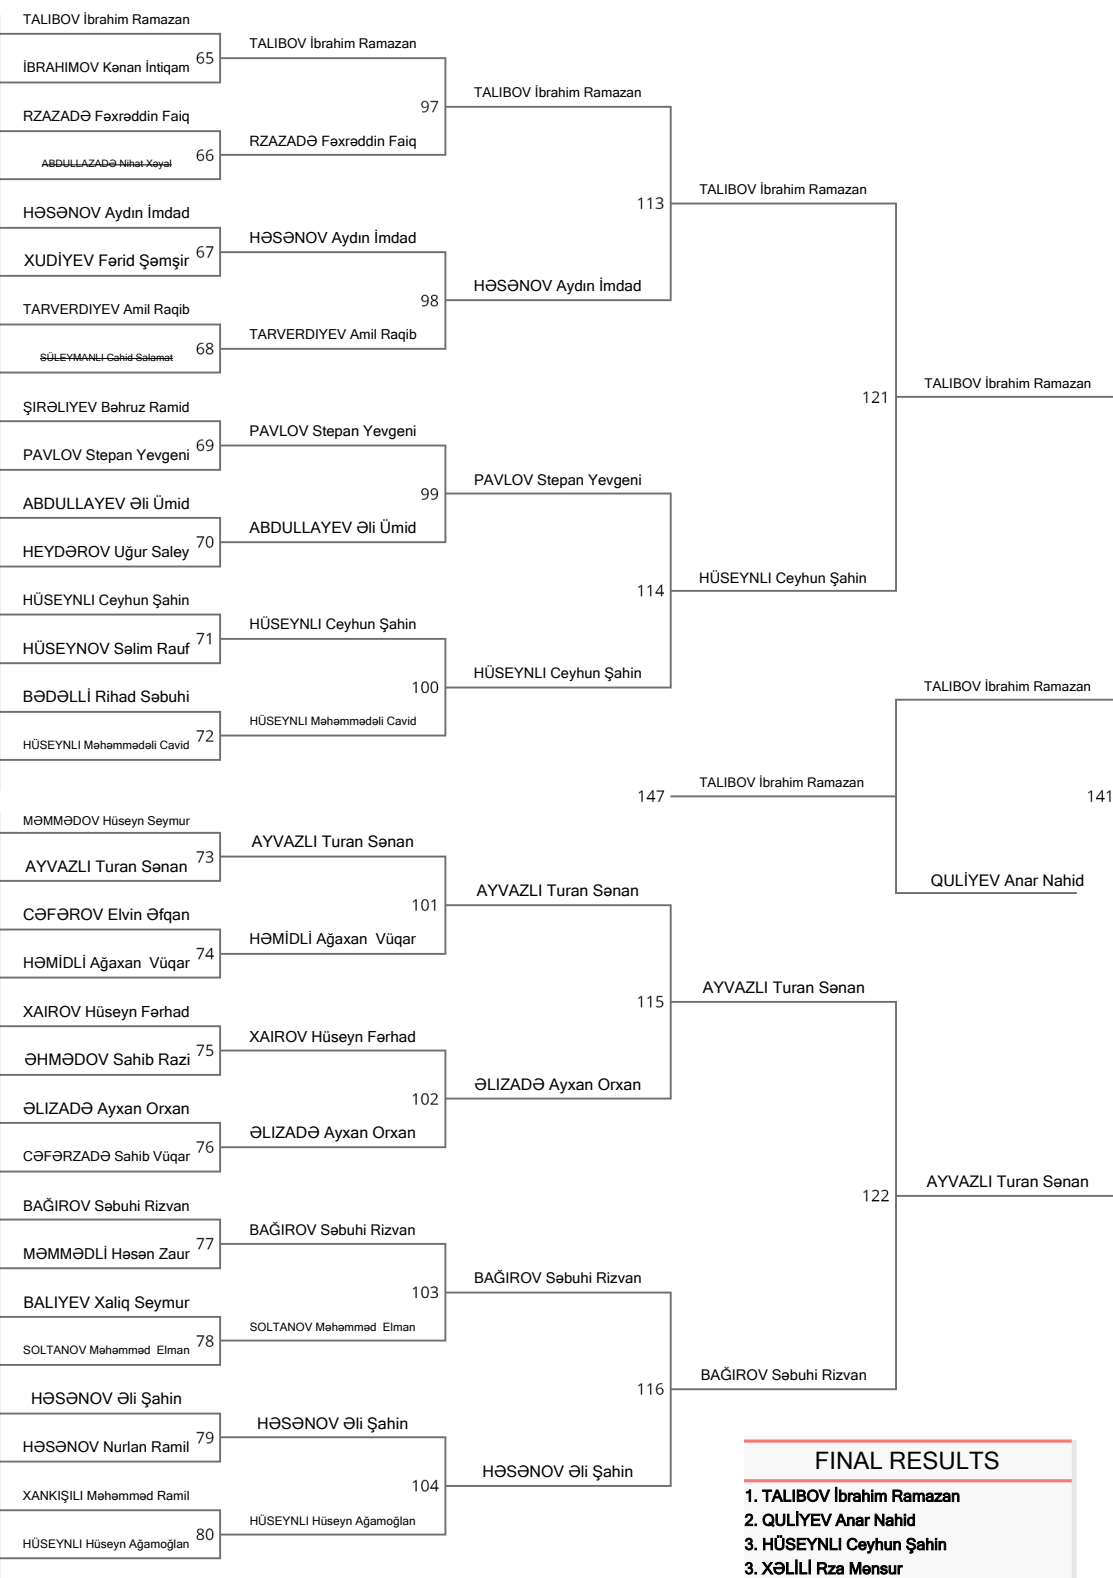 TALIBOV İbrahim Ramazan
65
İBRAHIMOV Kənan İntiqam
TALIBOV İbrahim Ramazan
97
RZAZADƏ Fəxrəddin Faiq
66
ABDULLAZADƏ Nihat Xəyal
RZAZADƏ Fəxrəddin Faiq
TALIBOV İbrahim Ramazan
113
HƏSƏNOV Aydın İmdad
67
XUDİYEV Fərid Şəmşir
HƏSƏNOV Aydın İmdad
98
TARVERDIYEV Amil Raqib
68
SÜLEYMANLI Cahid Salamat
TARVERDIYEV Amil Raqib
HƏSƏNOV Aydın İmdad
TALIBOV İbrahim Ramazan
121
ŞIRƏLIYEV Bəhruz Ramid
69
PAVLOV Stepan Yevgeni
PAVLOV Stepan Yevgeni
99
ABDULLAYEV Əli Ümid
70
HEYDƏROV Uğur Saley
ABDULLAYEV Əli Ümid
PAVLOV Stepan Yevgeni
114
HÜSEYNLI Ceyhun Şahin
71
HÜSEYNOV Səlim Rauf
HÜSEYNLI Ceyhun Şahin
100
BƏDƏLLİ Rihad Səbuhi
72
HÜSEYNLI Məhəmmədəli Cavid
HÜSEYNLI Məhəmmədəli Cavid
HÜSEYNLI Ceyhun Şahin
HÜSEYNLI Ceyhun Şahin
TALIBOV İbrahim Ramazan
TALIBOV İbrahim Ramazan
147
TALIBOV İbrahim Ramazan
141
QULİYEV Anar Nahid
MƏMMƏDOV Hüseyn Seymur
73
AYVAZLI Turan Sənan
AYVAZLI Turan Sənan
101
CƏFƏROV Elvin Əfqan
74
HƏMİDLİ Ağaxan Vüqar
HƏMİDLİ Ağaxan Vüqar
AYVAZLI Turan Sənan
115
XAIROV Hüseyn Fərhad
75
ƏHMƏDOV Sahib Razi
XAIROV Hüseyn Fərhad
102
ƏLIZADƏ Ayxan Orxan
76
CƏFƏRZADƏ Sahib Vüqar
ƏLIZADƏ Ayxan Orxan
ƏLIZADƏ Ayxan Orxan
AYVAZLI Turan Sənan
122
BAĞIROV Səbuhi Rizvan
77
MƏMMƏDLİ Həsən Zaur
BAĞIROV Səbuhi Rizvan
103
BALIYEV Xaliq Seymur
78
SOLTANOV Məhəmməd Elman
SOLTANOV Məhəmməd Elman
BAĞIROV Səbuhi Rizvan
116
HƏSƏNOV Əli Şahin
79
HƏSƏNOV Nurlan Ramil
HƏSƏNOV Əli Şahin
104
XANKIŞILI Məhəmməd Ramil
80
HÜSEYNLI Hüseyn Ağamoğlan
HÜSEYNLI Hüseyn Ağamoğlan
HƏSƏNOV Əli Şahin
BAĞIROV Səbuhi Rizvan
AYVAZLI Turan Sənan
FINAL RESULTS
1. TALIBOV İbrahim Ramazan
2. QULİYEV Anar Nahid
3. HÜSEYNLI Ceyhun Şahin
3. XƏLİLİ Rza Mənsur